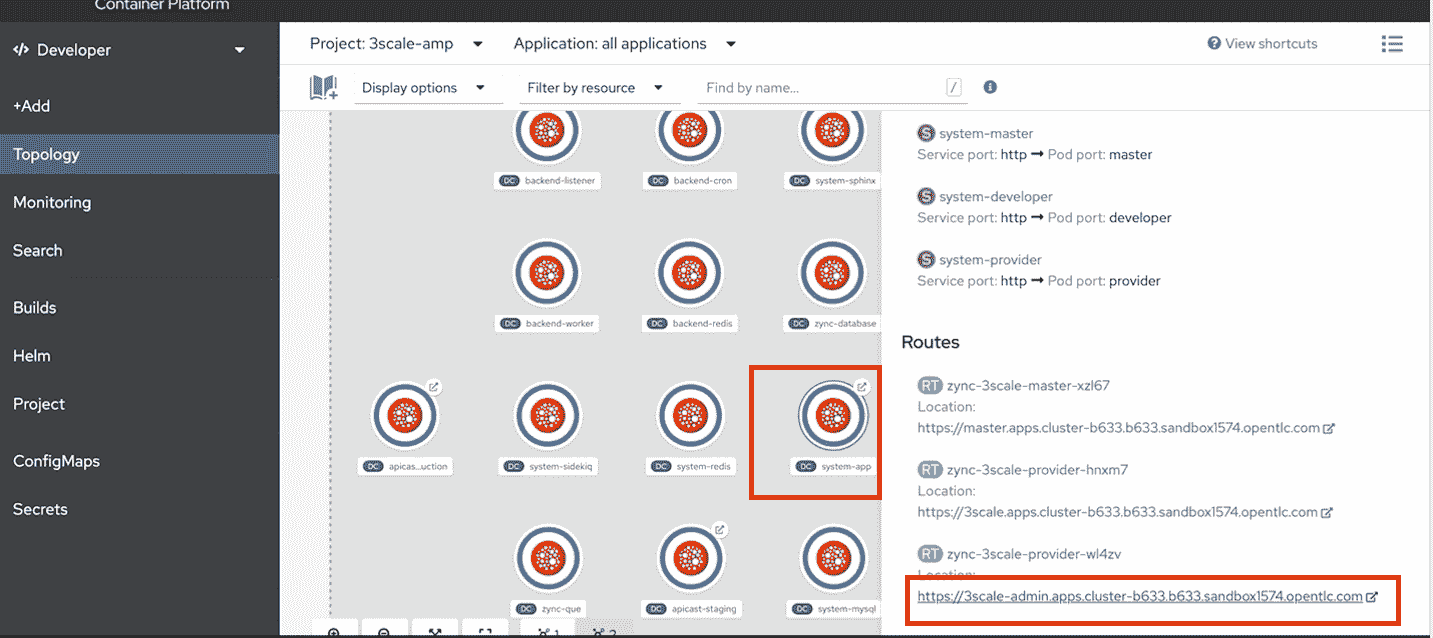 Container Platform
Developer
+Add
Topology
Monitoring
Search
Builds
Helm
Project
ConfigMaps
Secrets
Project: 3scale-amp
Application: all applications
View shortcuts
Display options
Filter by resource
Find by name...
/
DC backend-listener
DC backend-cron
DC system-sphinx
DC backend-worker
DC backend-redis
DC zync-database
DC apicas...uction
DC system-sidekiq
DC system-redis
DC system-app
DC zync-que
DC apicast-staging
DC system-mysql
1
2
S system-master
Service port: http → Pod port: master
S system-developer
Service port: http → Pod port: developer
S system-provider
Service port: http → Pod port: provider
Routes
RT zync-3scale-master-xzl67
Location:
https://master.apps.cluster-b633.b633.sandbox1574.opentlc.com
RT zync-3scale-provider-hnxm7
Location:
https://3scale.apps.cluster-b633.b633.sandbox1574.opentlc.com
RT zync-3scale-provider-wl4zv
Location:
https://3scale-admin.apps.cluster-b633.b633.sandbox1574.opentlc.com